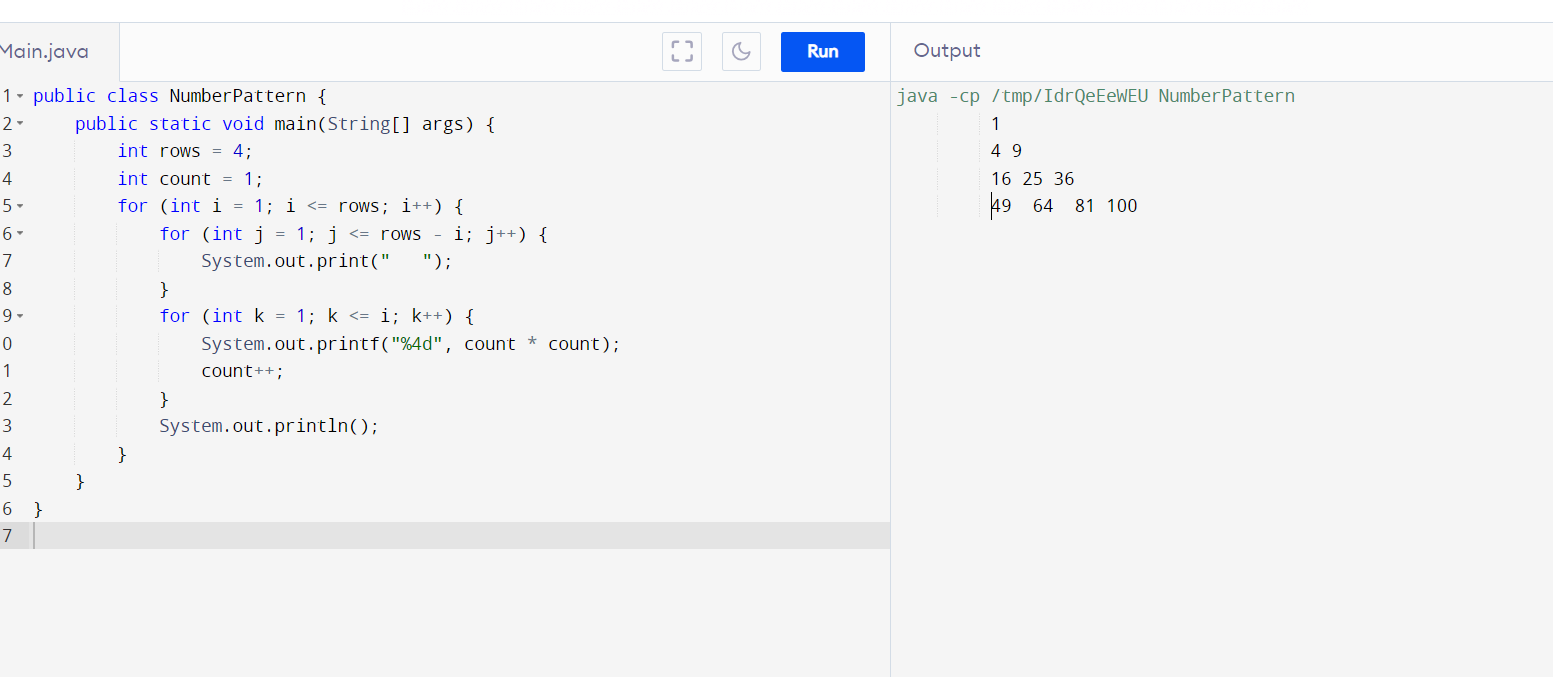 Main.java
Run
Output
1 public class NumberPattern {
2     public static void main(String[] args) {
3         int rows = 4;
4         int count = 1;
5         for (int i = 1; i <= rows; i++) {
6             for (int j = 1; j <= rows - i; j++) {
7                 System.out.print("   ");
8             }
9             for (int k = 1; k <= i; k++) {
0                 System.out.printf("%4d", count * count);
1                 count++;
2             }
3             System.out.println();
4         }
5     }
6 }
7
java -cp /tmp/IdrQeEeWEU NumberPattern
         1
         4 9
         16 25 36
         49  64  81 100